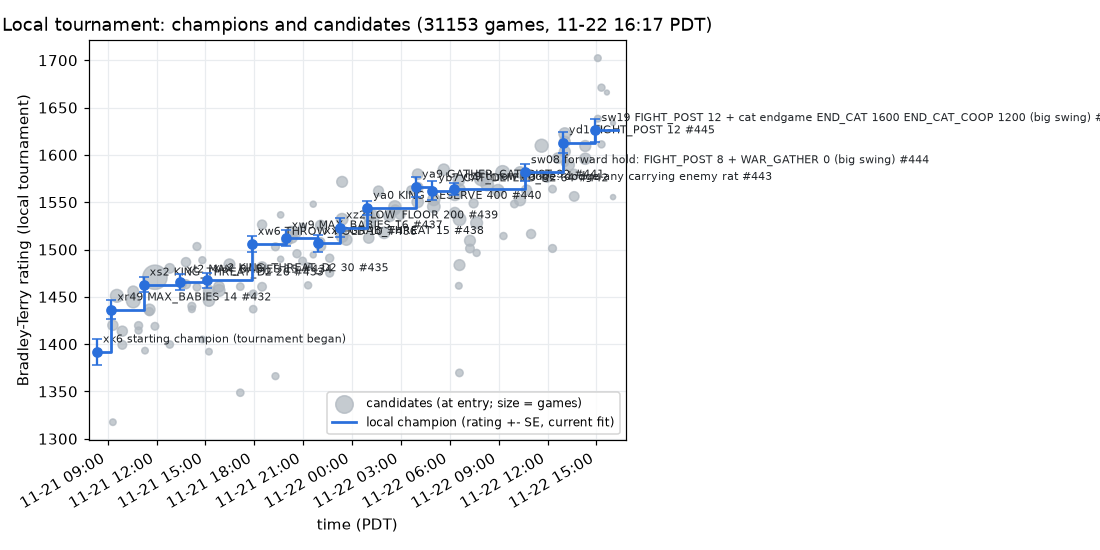 Local tournament: champions and candidates (31153 games, 11-22 16:17 PDT)
Bradley-Terry rating (local tournament)
1700
1650
1600
1550
1500
1450
1400
1350
1300
sw19 FIGHT_POST 12 + cat endgame END_CAT 1600 END_CAT_COOP 1200 (big swing) #
yd1 FIGHT_POST 12 #445
sw08 forward hold: FIGHT_POST 8 + WAR_GATHER 0 (big swing) #444
any carrying enemy rat #443
ya0 KING_RESERVE 400 #440
xz2 LOW_FLOOR 200 #439
15 #438
xw9 MAX_BABIES 16 #437
30 #435
xs2
xr49 MAX_BABIES 14 #432
xk6 starting champion (tournament began)
candidates (at entry; size = games)
local champion (rating +- SE, current fit)
11-21 09:00
11-21 12:00
11-21 15:00
11-21 18:00
11-21 21:00
11-22 00:00
11-22 03:00
11-22 06:00
11-22 09:00
11-22 12:00
11-22 15:00
time (PDT)